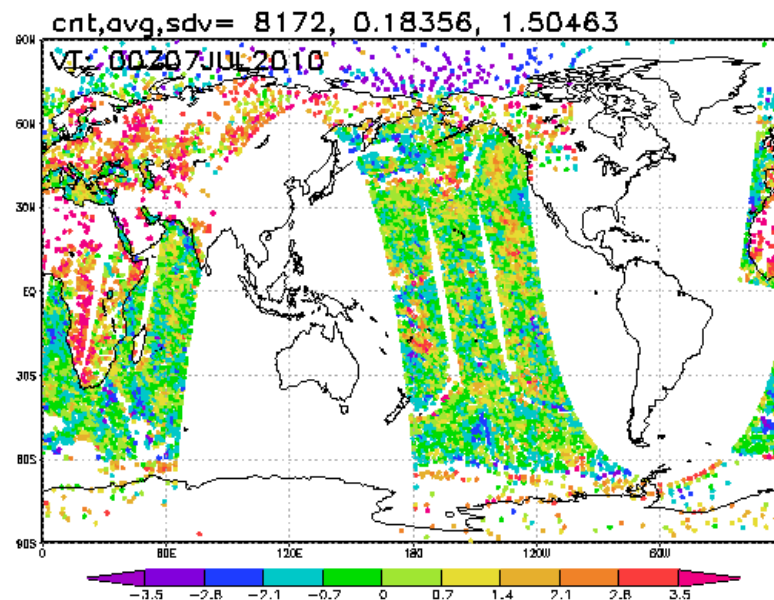 cnt,avg,sdv= 8172, 0.18356, 1.50463
90N
VT: 00Z07JUL2010
60N
30N
EQ
30S
60S
90S
0 60E 120E 180 120W 60W
-3.5 -2.8 -2.1 -0.7 0 0.7 1.4 2.1 2.8 3.5